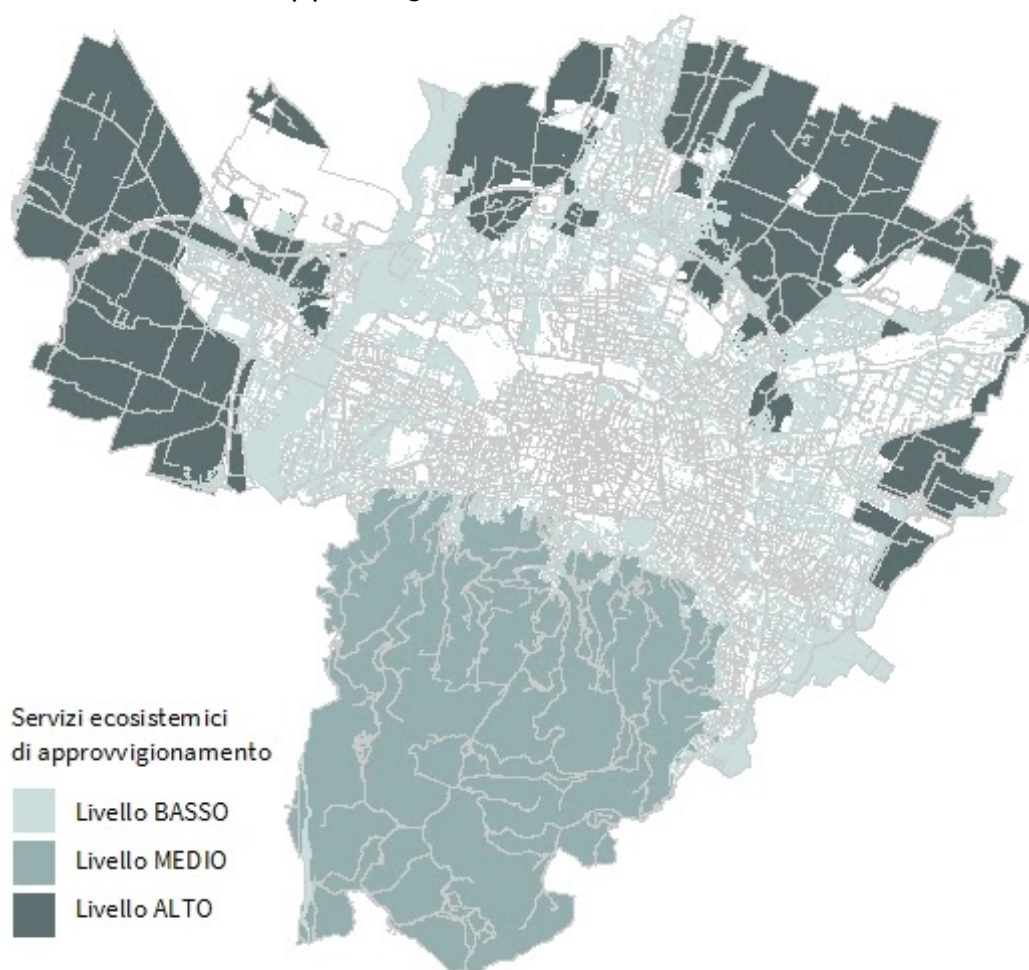 Servizi ecosistemici
di approvvigionamento
Livello BASSO
Livello MEDIO
Livello ALTO